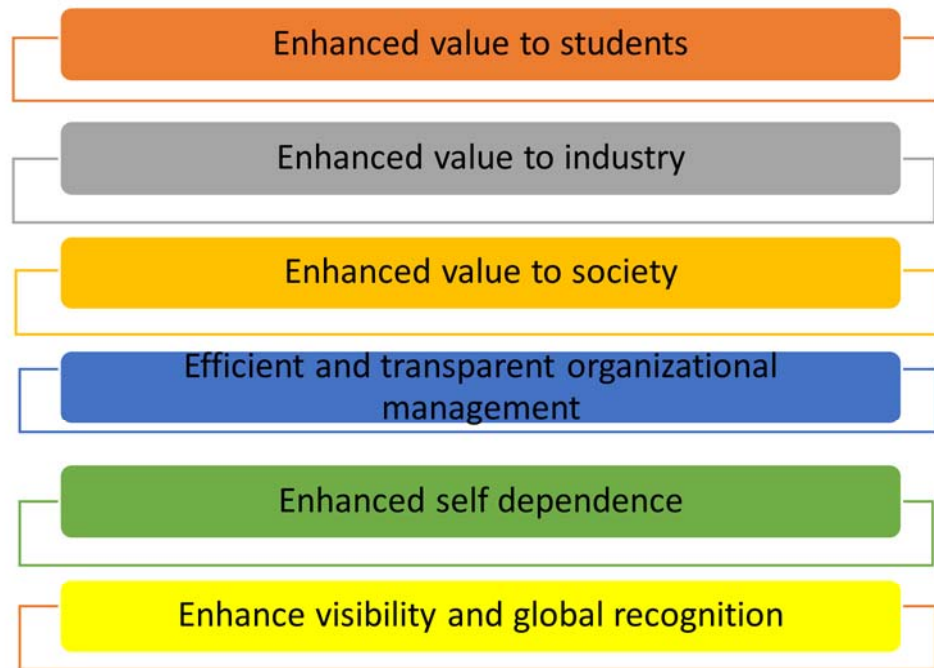 Enhanced value to students
Enhanced value to industry
Enhanced value to society
Efficient and transparent organizational
management
Enhanced self dependence
Enhance visibility and global recognition